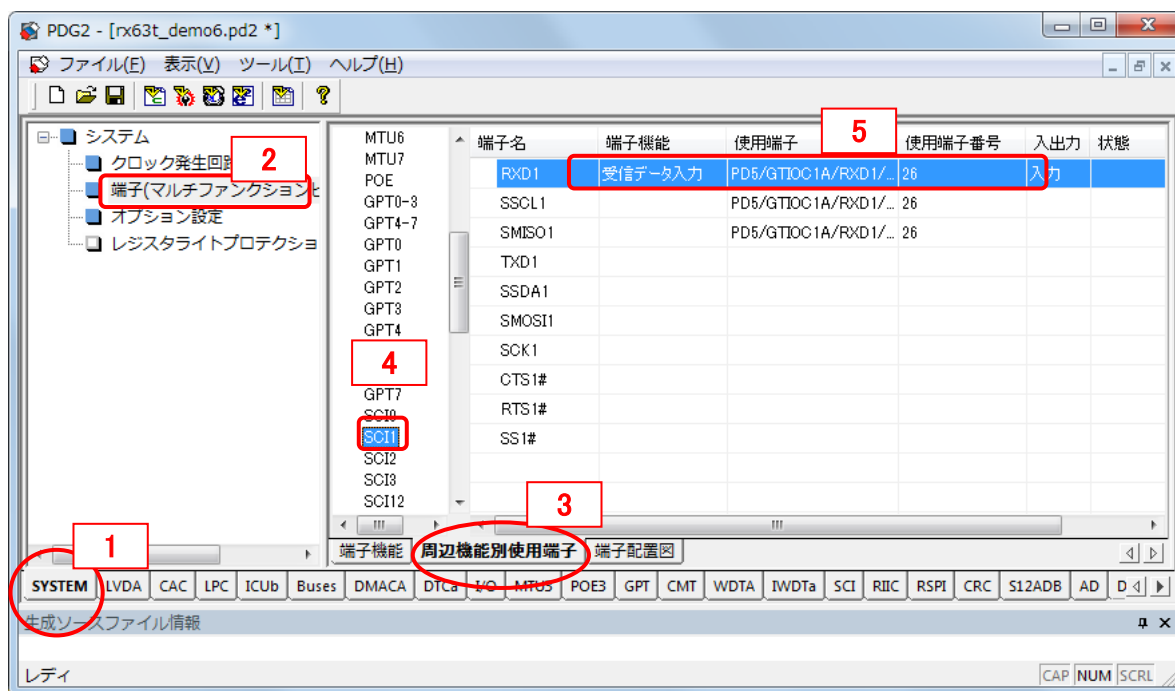 PDG2 - [rx63t_demo6.pd2 *]
ファイル(F) 表示(V) ツール(T) ヘルプ(H)
システム
クロック発生回
2
端子(マルチファンクションピ
オプション設定
レジスタライトプロテクショ
MTU6
MTU7
POE
GPT0-3
GPT4-7
GPT0
GPT1
GPT2
GPT3
GPT4
4
GPT7
SCI0
SCI1
SCI2
SCI3
SCI12
端子名 端子機能 使用端子 5 使用端子番号 入出力 状態
RXD1 受信データ入力 PD5/GTIOC1A/RXD1/... 26 入力
SSCL1 PD5/GTIOC1A/RXD1/... 26
SMISO1 PD5/GTIOC1A/RXD1/... 26
TXD1
SSDA1
SMOSI1
SCK1
CTS1#
RTS1#
SS1#
3
端子機能 周辺機能別使用端子 端子配置図
1
SYSTEM LVDA CAC LPC ICUb Buses DMACA DTCa I/O MTU3 POE3 GPT CMT WDTA IWDTa SCI RIIC RSPI CRC S12ADB AD D
生成ソースファイル情報
レディ
CAP NUM SCRL